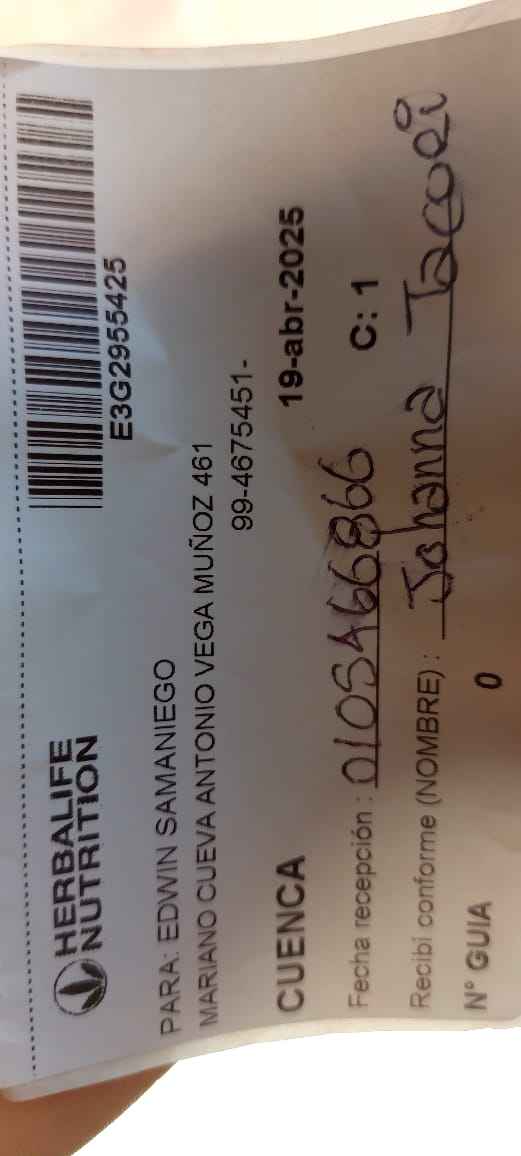 HERBALIFE
NUTRITION
E3G2955425
PARA: EDWIN SAMANIEGO
MARIANO CUEVA ANTONIO VEGA MUÑOZ 461
99-4675451-
CUENCA 19-abr-2025
Fecha recepción : 0105466866 C: 1
Recibí conforme (NOMBRE) : Johanna Tacuri
N° GUIA 0